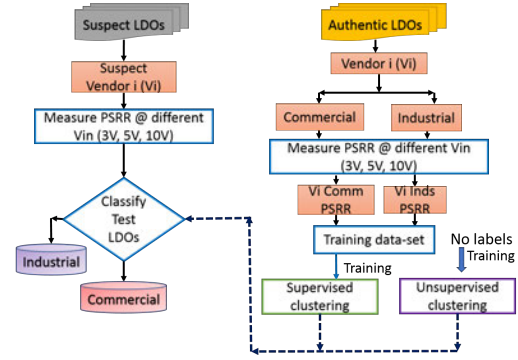 Suspect LDOs
Suspect
Vendor i (Vi)
Measure PSRR @ different
Vin (3V, 5V, 10V)
Classify
Test
LDOs
Industrial
Commercial
Authentic LDOs
Vendor i (Vi)
Commercial
Industrial
Measure PSRR @ different Vin
(3V, 5V, 10V)
Vi Comm
PSRR
Vi Inds
PSRR
Training data-set
Training
No labels
Training
Supervised
clustering
Unsupervised
clustering